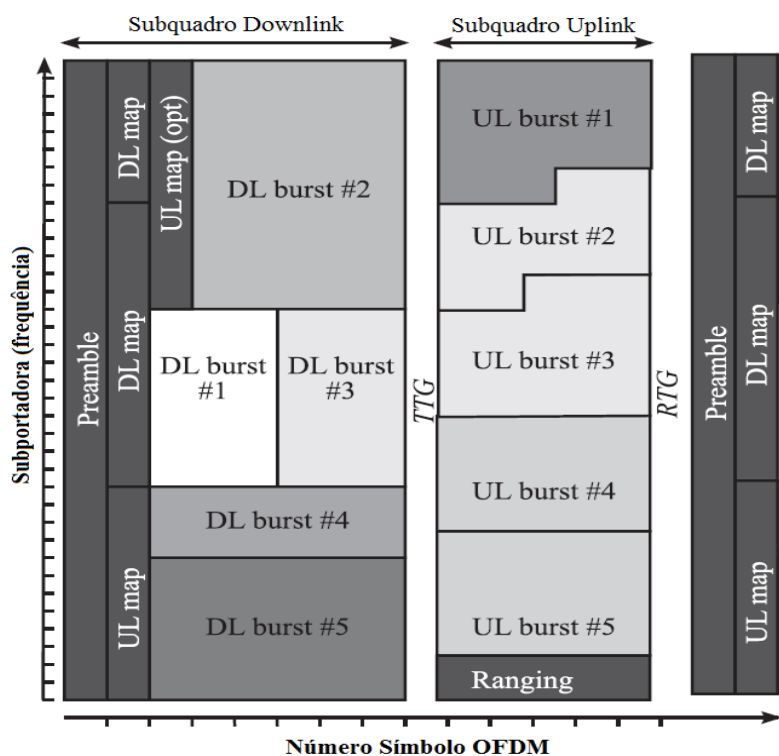 Subquadro Downlink
Subquadro Uplink
Subportadora (frequência)
Preamble
DL map
DL map
UL map
UL map (opt)
DL burst #2
DL burst
#1
DL burst
#3
DL burst #4
DL burst #5
TTG
UL burst #1
UL burst #2
UL burst #3
UL burst #4
UL burst #5
Ranging
RTG
Preamble
DL map
DL map
UL map
Número Símbolo OFDM